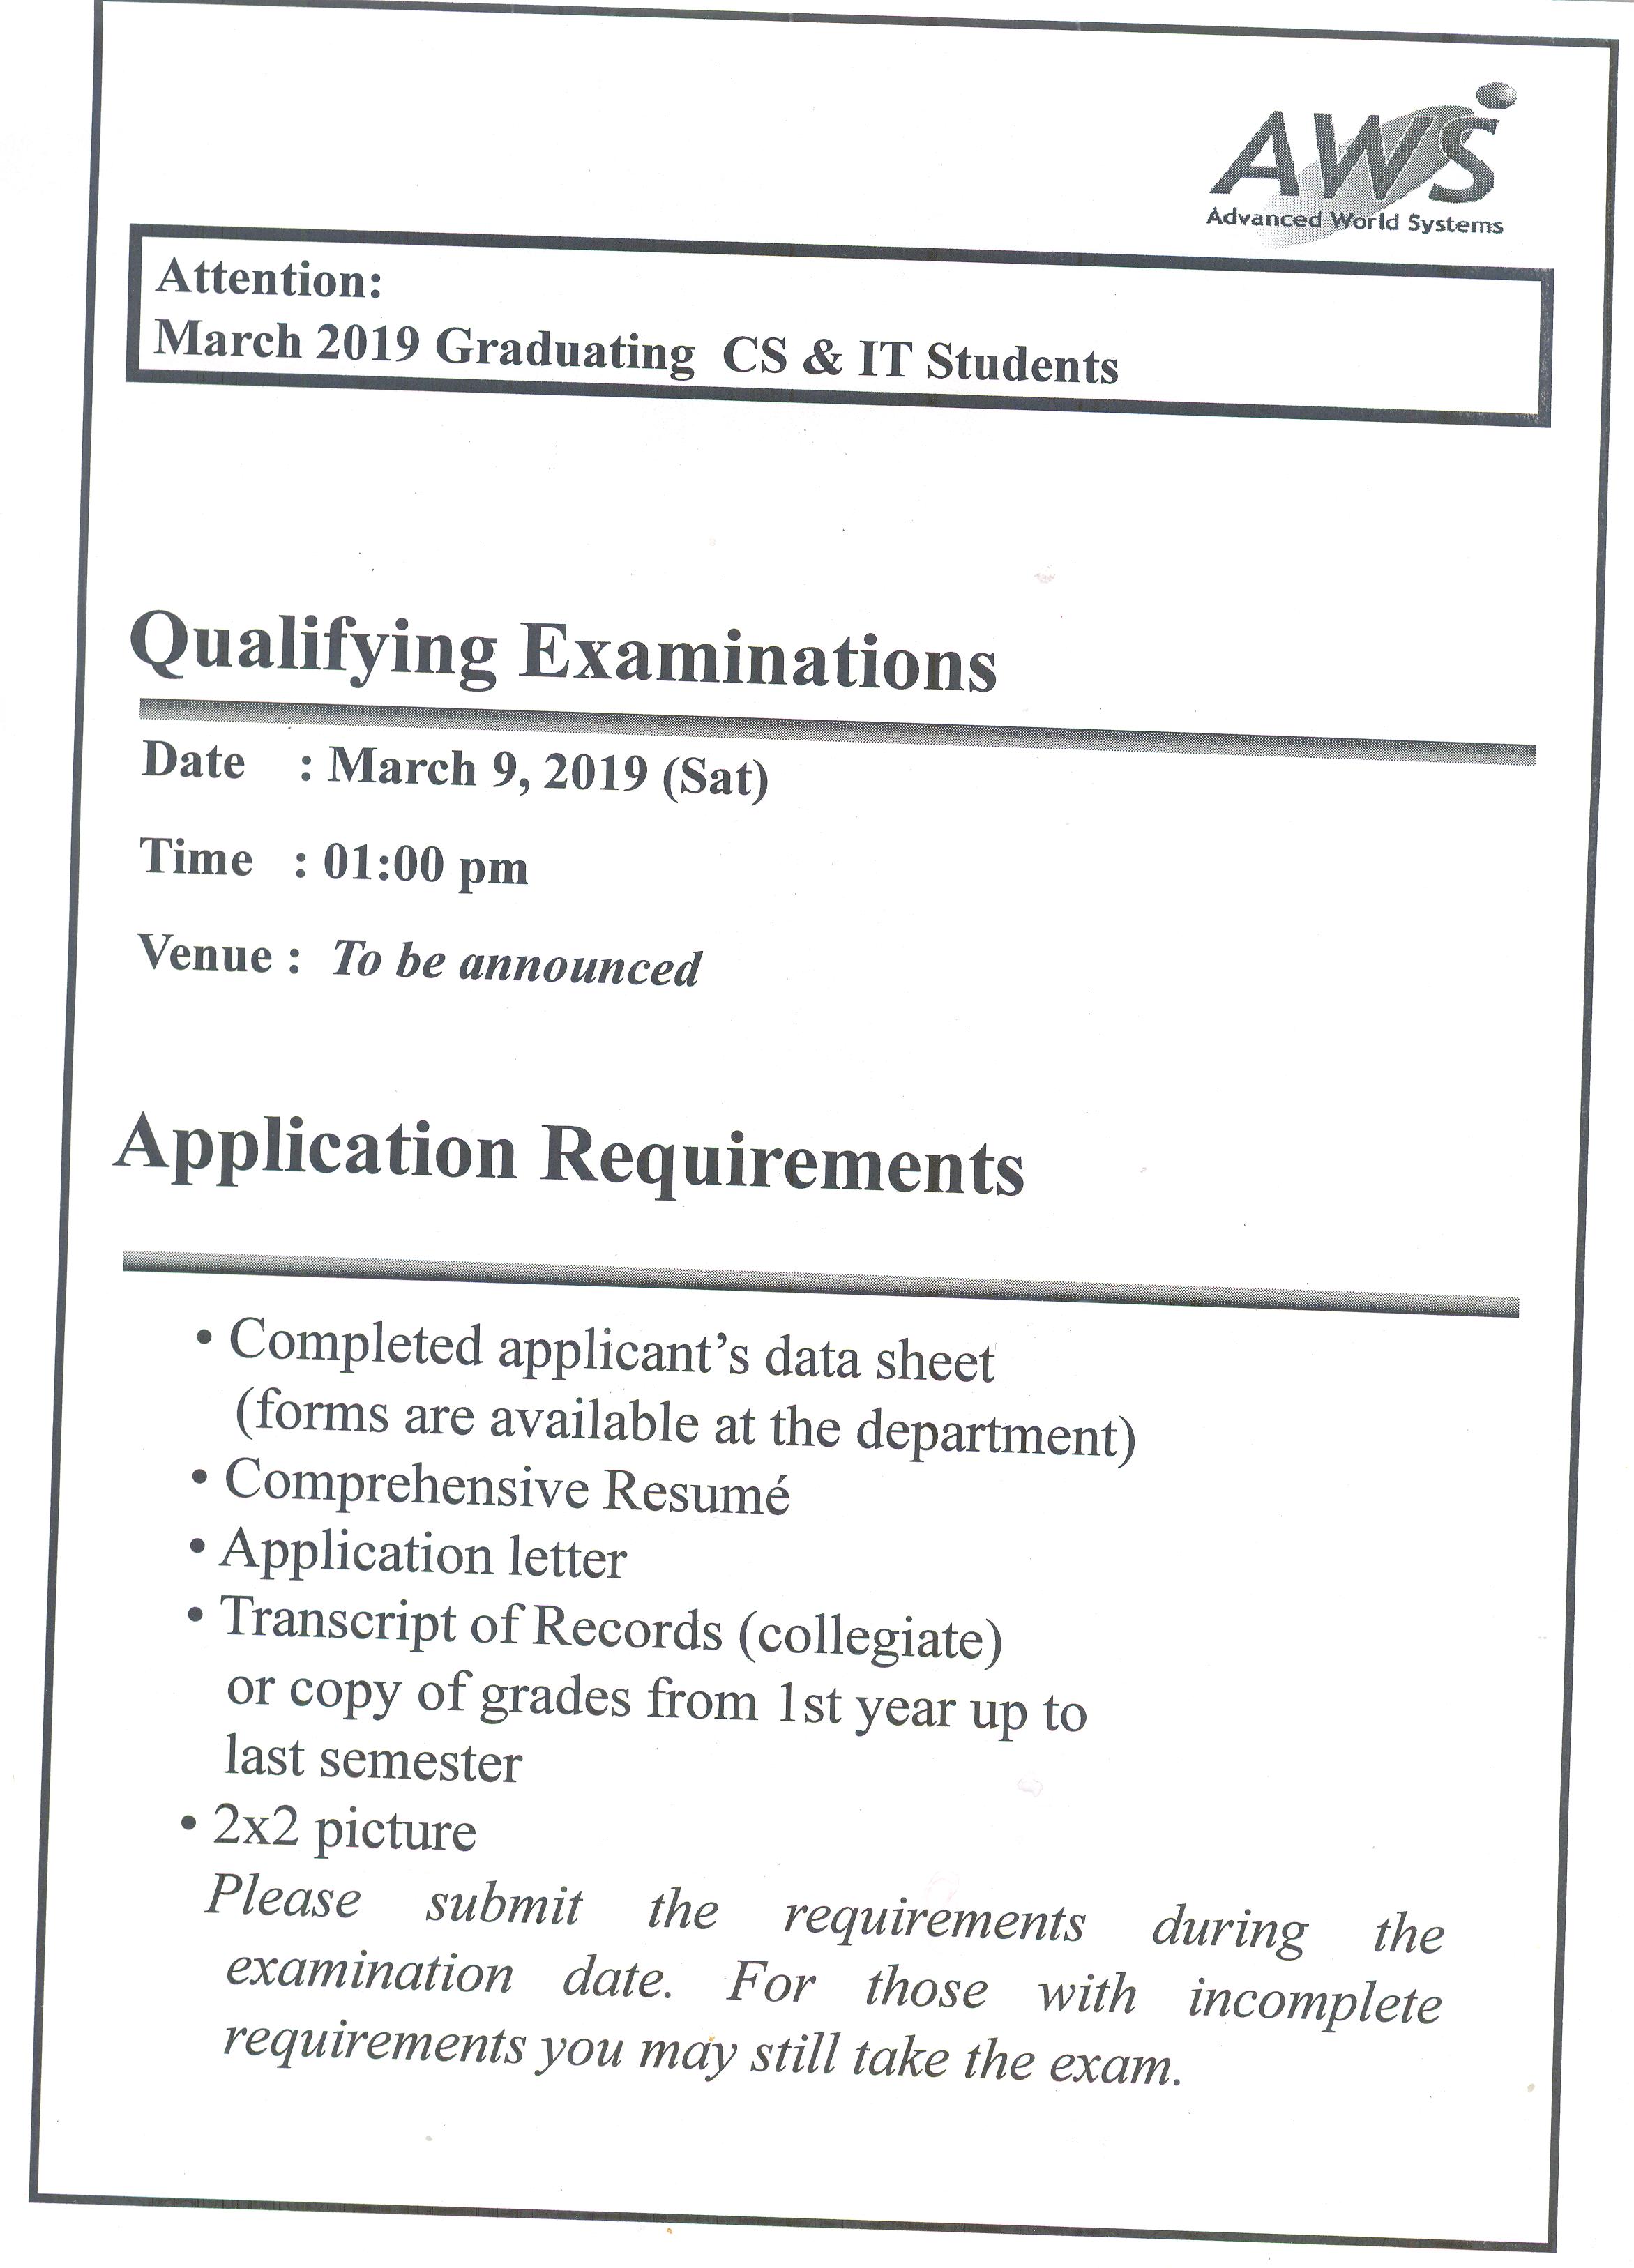 AWS
Advanced World Systems
Attention:
March 2019 Graduating CS & IT Students
Qualifying Examinations
Date : March 9, 2019 (Sat)
Time : 01:00 pm
Venue : To be announced
Application Requirements
• Completed applicant's data sheet
(forms are available at the department)
• Comprehensive Resumé
• Application letter
• Transcript of Records (collegiate)
or copy of grades from 1st year up to
last semester
• 2x2 picture
Please submit the requirements during the
examination date. For those with incomplete
requirements you may still take the exam.